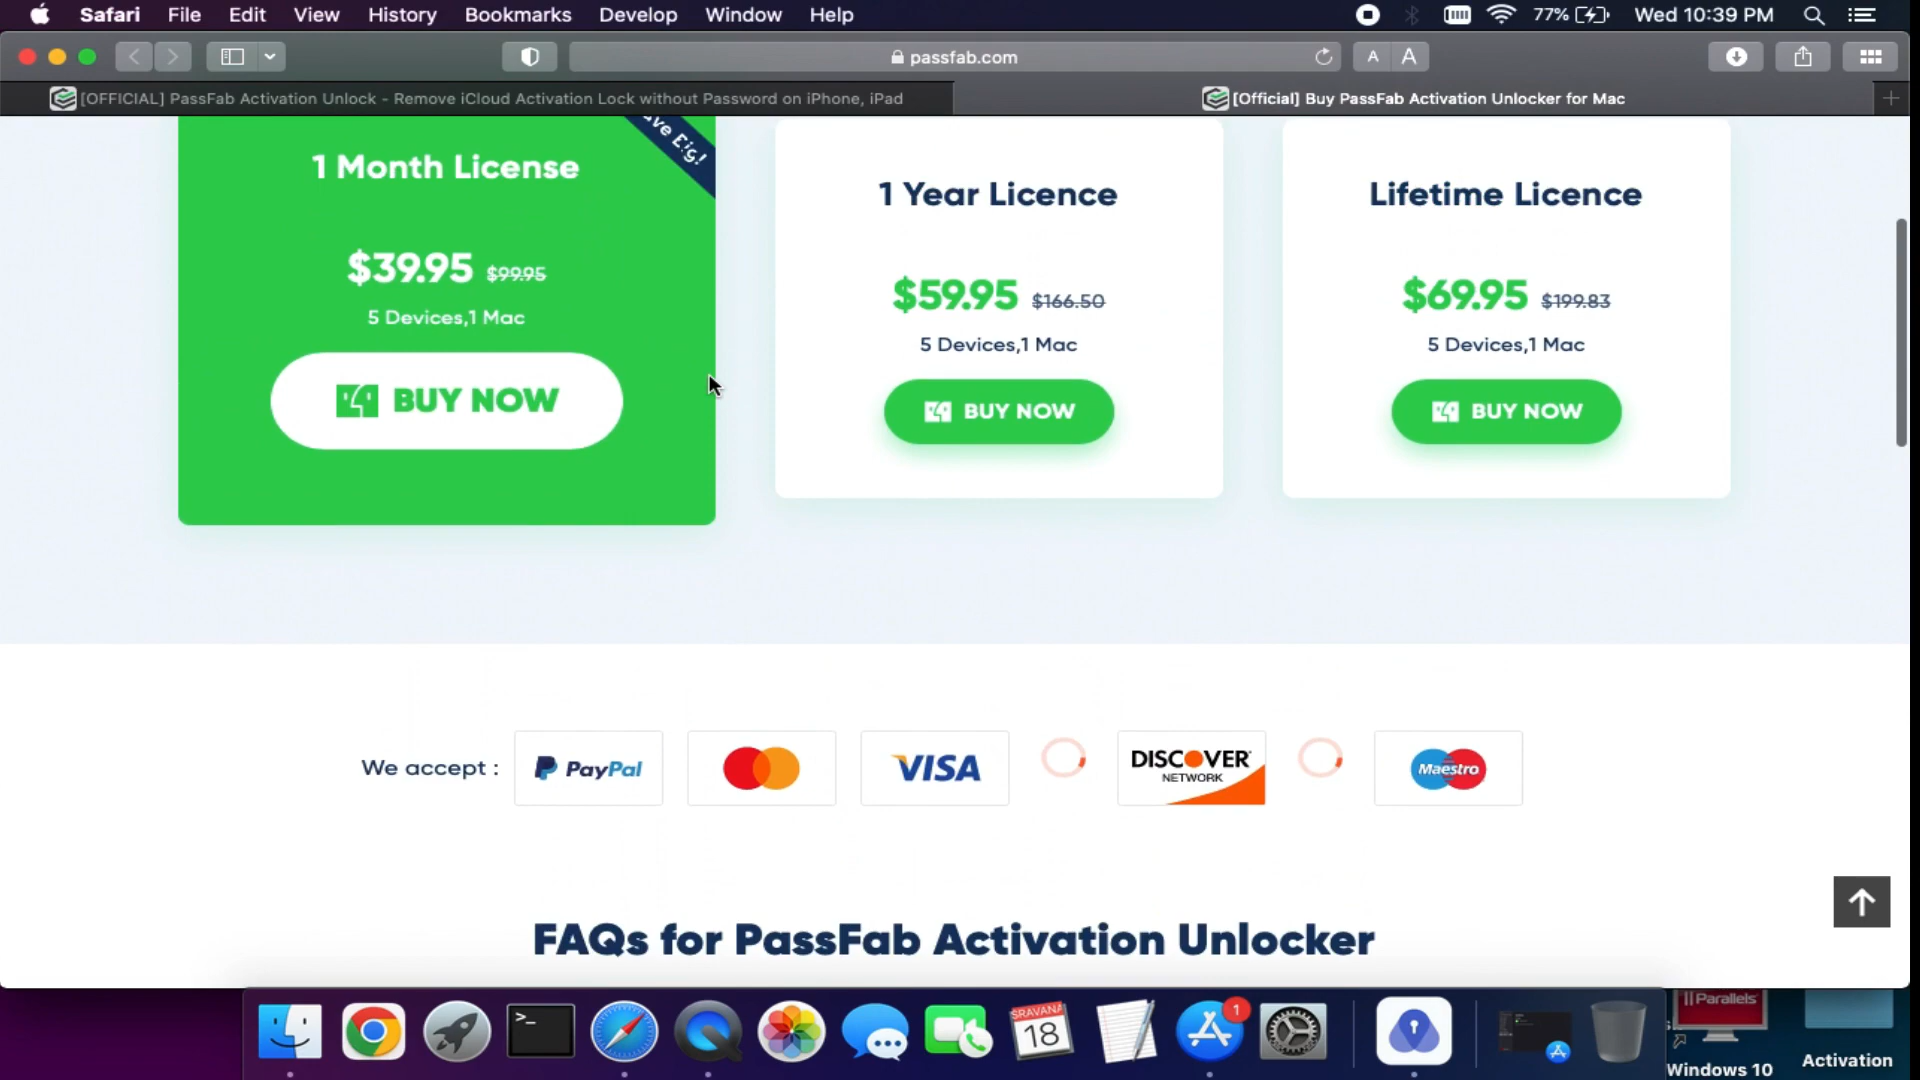 Safari File Edit View History Bookmarks Develop Window Help 77% Wed 10:39 PM
passfab.com A A
[OFFICIAL] PassFab Activation Unlock - Remove iCloud Activation Lock without Password on iPhone, iPad
[Official] Buy PassFab Activation Unlocker for Mac
ave Big!
1 Month License
$39.95 $99.95
5 Devices,1 Mac
BUY NOW
1 Year Licence
$59.95 $166.50
5 Devices,1 Mac
BUY NOW
Lifetime Licence
$69.95 $199.83
5 Devices,1 Mac
BUY NOW
We accept : PayPal VISA DISCOVER NETWORK Maestro
FAQs for PassFab Activation Unlocker
SRAVANA
18
1
|| Parallels
Windows 10
Activation